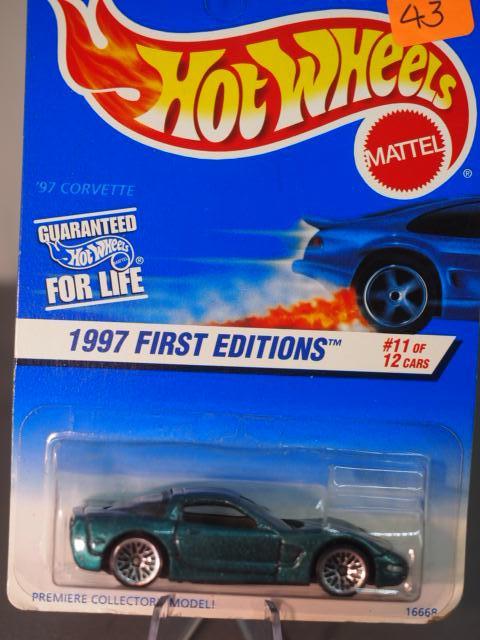 43
Hot Wheels
MATTEL
®
'97 CORVETTE
GUARANTEED
Hot Wheels
MATTEL
®
FOR LIFE
1997 FIRST EDITIONS™
#11 OF
12 CARS
PREMIERE COLLECTOR MODEL!
16668